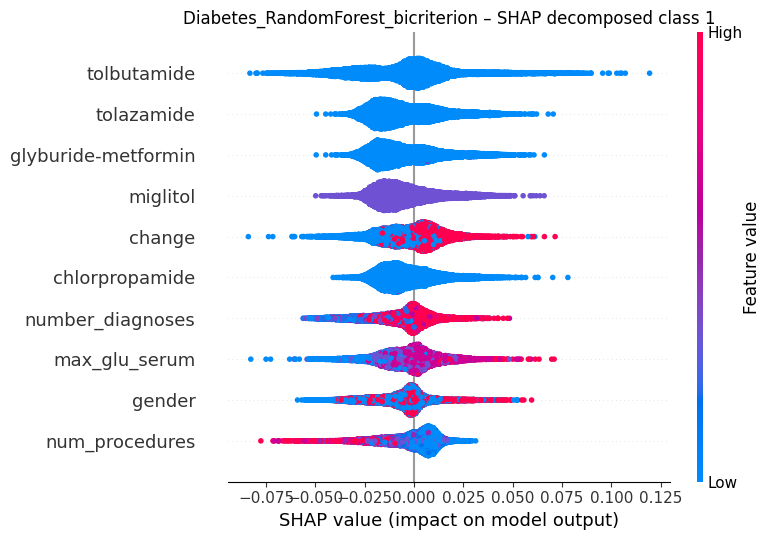 Diabetes_RandomForest_bicriterion – SHAP decomposed class 1
High
tolbutamide
tolazamide
glyburide-metformin
miglitol
change
chlorpropamide
number_diagnoses
max_glu_serum
gender
num_procedures
Feature value
Low
−0.075 −0.050 −0.025 0.000 0.025 0.050 0.075 0.100 0.125
SHAP value (impact on model output)